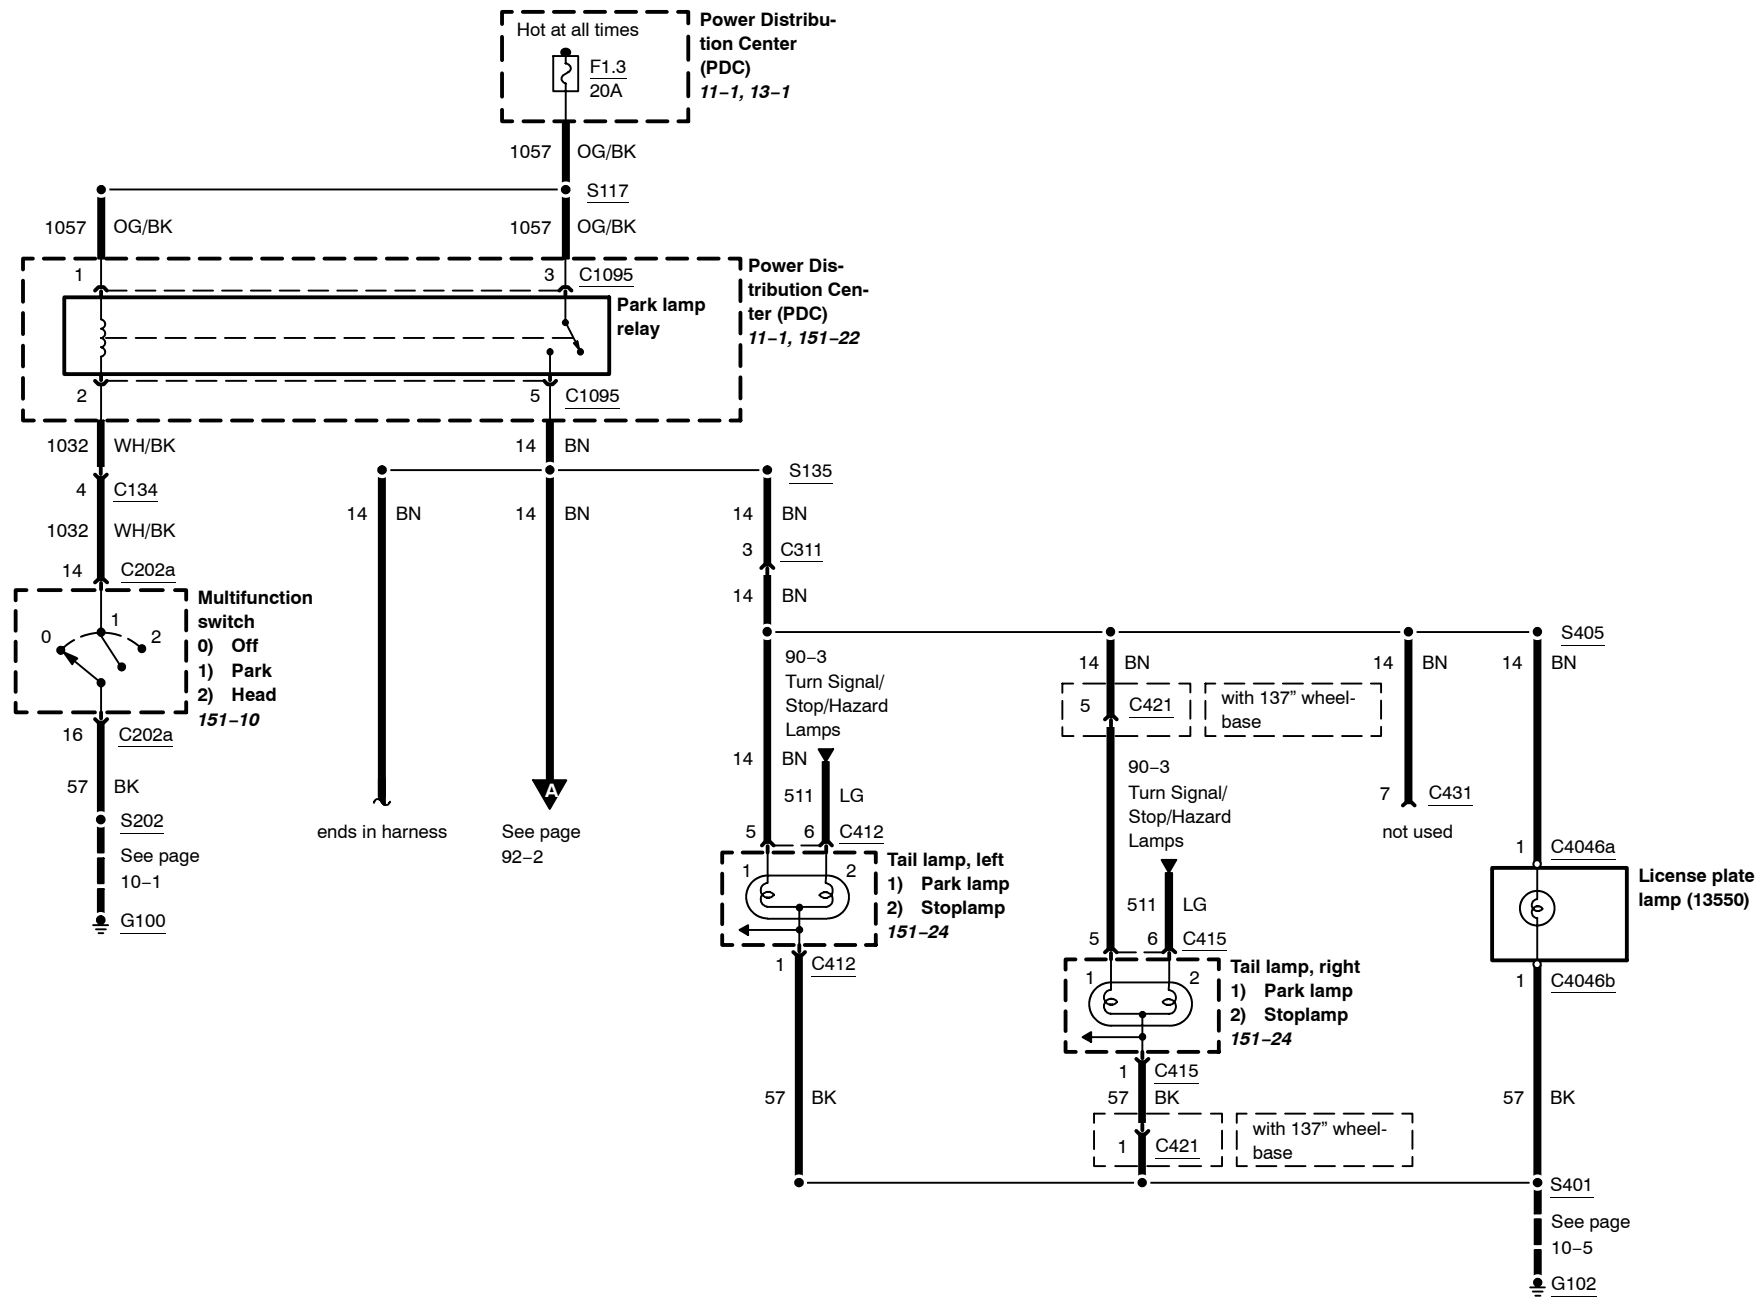 Hot at all times
F1.3
20A
Power Distribu-
tion Center
(PDC)
11–1, 13–1
1057 OG/BK
S117
1057 OG/BK
1057 OG/BK
1
3 C1095
Power Dis-
tribution Cen-
ter (PDC)
11–1, 151–22
Park lamp
relay
2
5 C1095
1032 WH/BK
14 BN
S135
4 C134
14 BN
14 BN
14 BN
1032 WH/BK
3 C311
14 C202a
14 BN
Multifunction
switch
0) Off
1) Park
2) Head
151–10
0
1
2
16 C202a
57 BK
S202
See page
10–1
G100
ends in harness
A
See page
92–2
S405
90–3
Turn Signal/
Stop/Hazard
Lamps
14 BN
511 LG
5
6 C412
1
2
Tail lamp, left
1) Park lamp
2) Stoplamp
151–24
1 C412
57 BK
14 BN
5 C421
with 137” wheel-
base
90–3
Turn Signal/
Stop/Hazard
Lamps
511 LG
5
6 C415
1
2
Tail lamp, right
1) Park lamp
2) Stoplamp
151–24
1 C415
57 BK
1 C421
with 137” wheel-
base
14 BN
7 C431
not used
14 BN
1 C4046a
License plate
lamp (13550)
1 C4046b
57 BK
S401
See page
10–5
G102